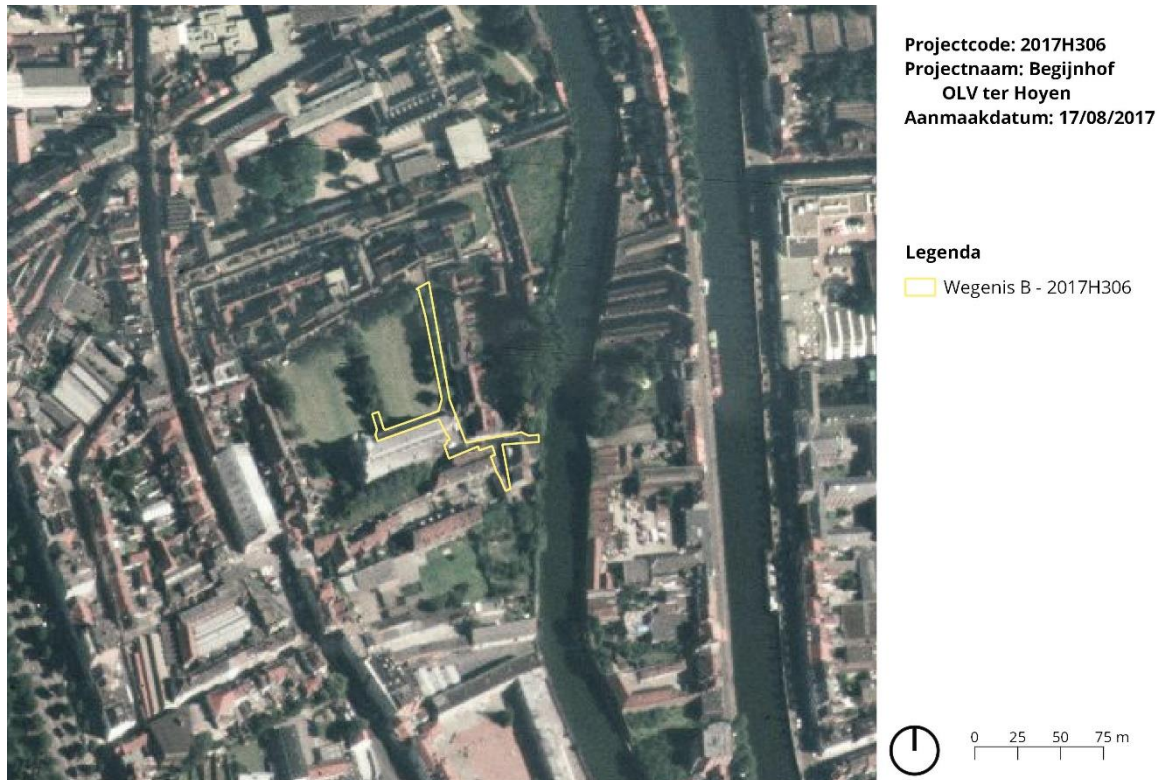 Projectcode: 2017H306
Projectnaam: Begijnhof
OLV ter Hoyen
Aanmaakdatum: 17/08/2017
Legenda
Wegenis B - 2017H306
0 25 50 75 m